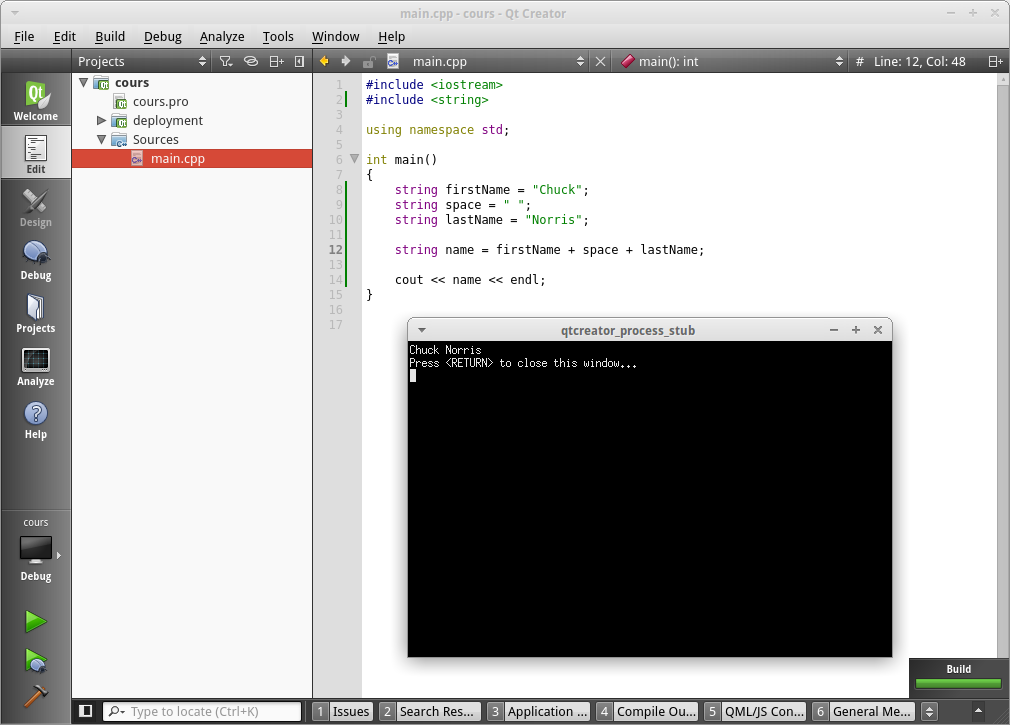 main.cpp - cours - Qt Creator
File Edit Build Debug Analyze Tools Window Help
Projects main.cpp main(): int # Line: 12, Col: 48
Qt
Welcome
Edit
Design
Debug
Projects
Analyze
Help
cours
Debug
cours
cours.pro
deployment
Sources
main.cpp
1 #include <iostream>
2 #include <string>
3
4 using namespace std;
5
6 int main()
7 {
8 string firstName = "Chuck";
9 string space = " ";
10 string lastName = "Norris";
11
12 string name = firstName + space + lastName;
13
14 cout << name << endl;
15 }
16
17
qtcreator_process_stub
Chuck Norris
Press <RETURN> to close this window...
Build
Type to locate (Ctrl+K) 1 Issues 2 Search Res... 3 Application ... 4 Compile Ou... 5 QML/JS Con... 6 General Me...